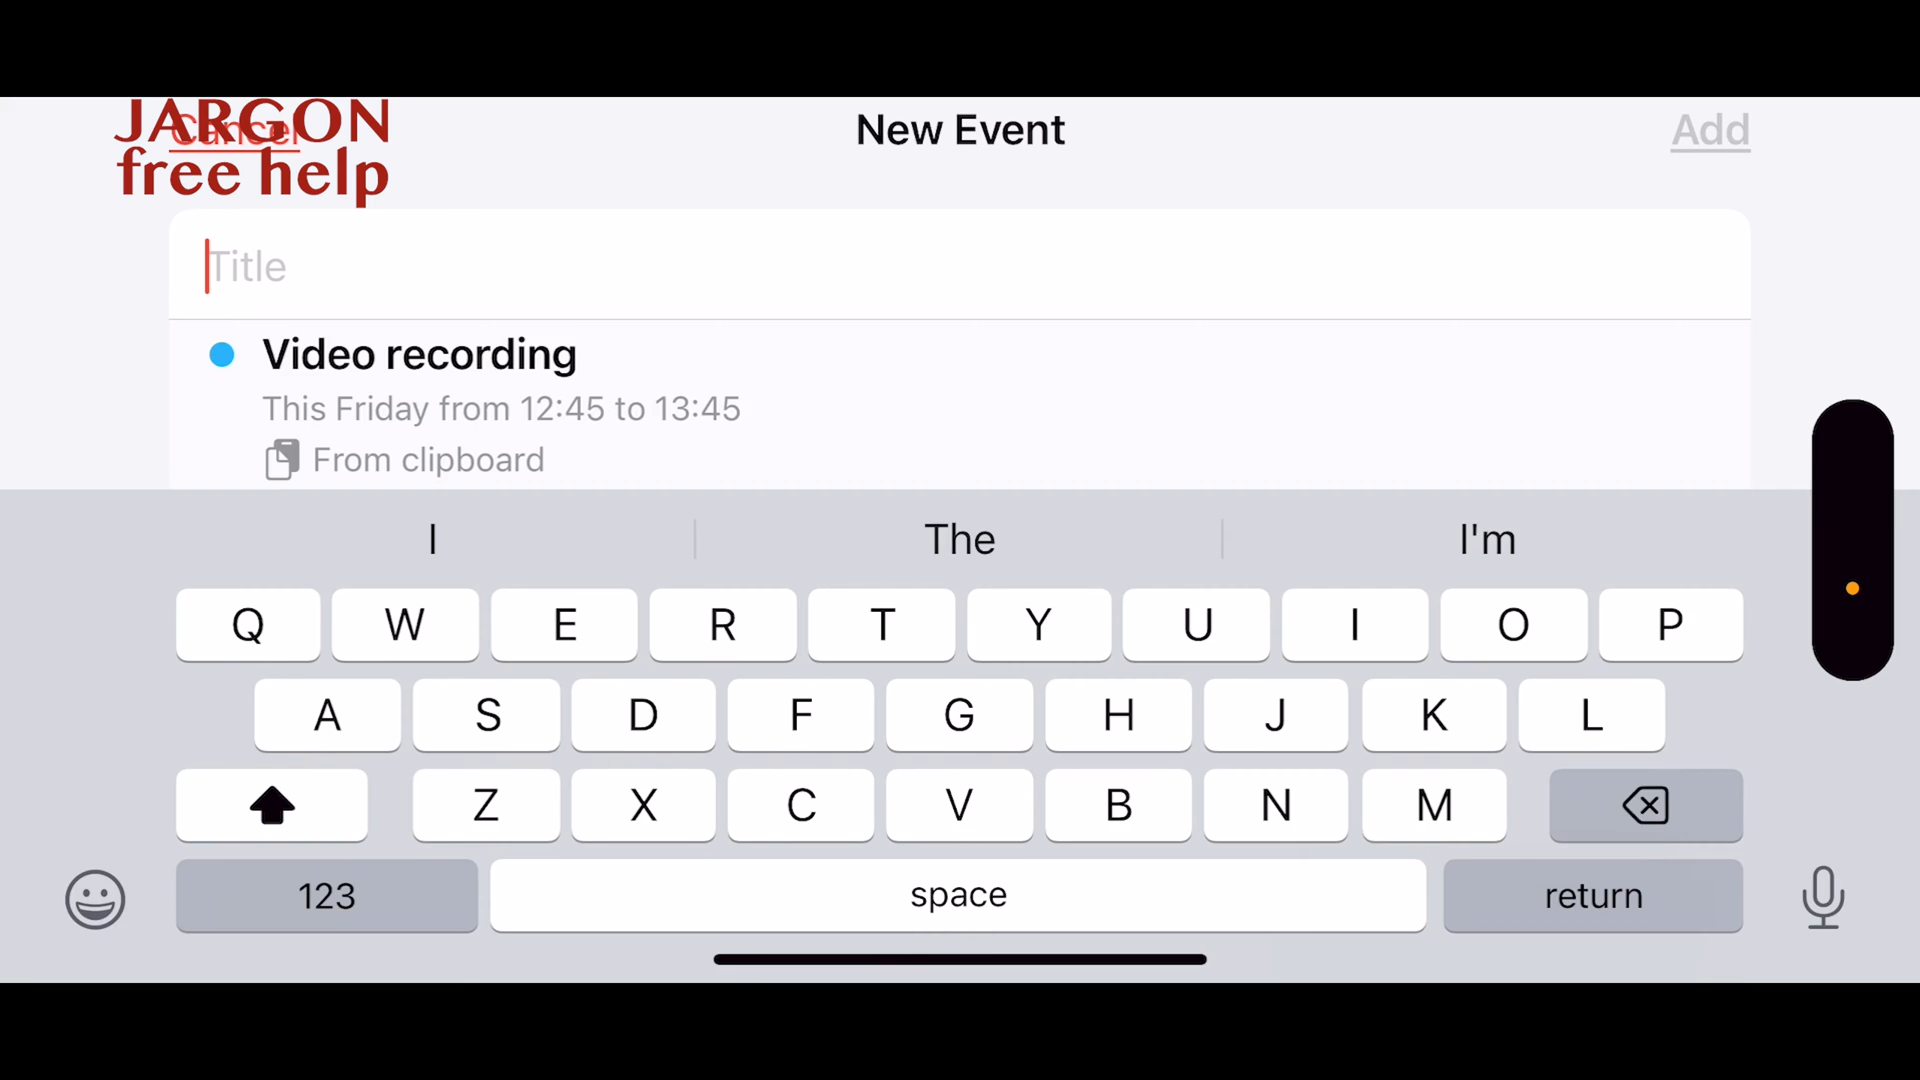 JARGON
free help
Cancel
New Event
Add
Title
Video recording
This Friday from 12:45 to 13:45
From clipboard
I The I'm
Q W E R T Y U I O P
A S D F G H J K L
Z X C V B N M
123 space return